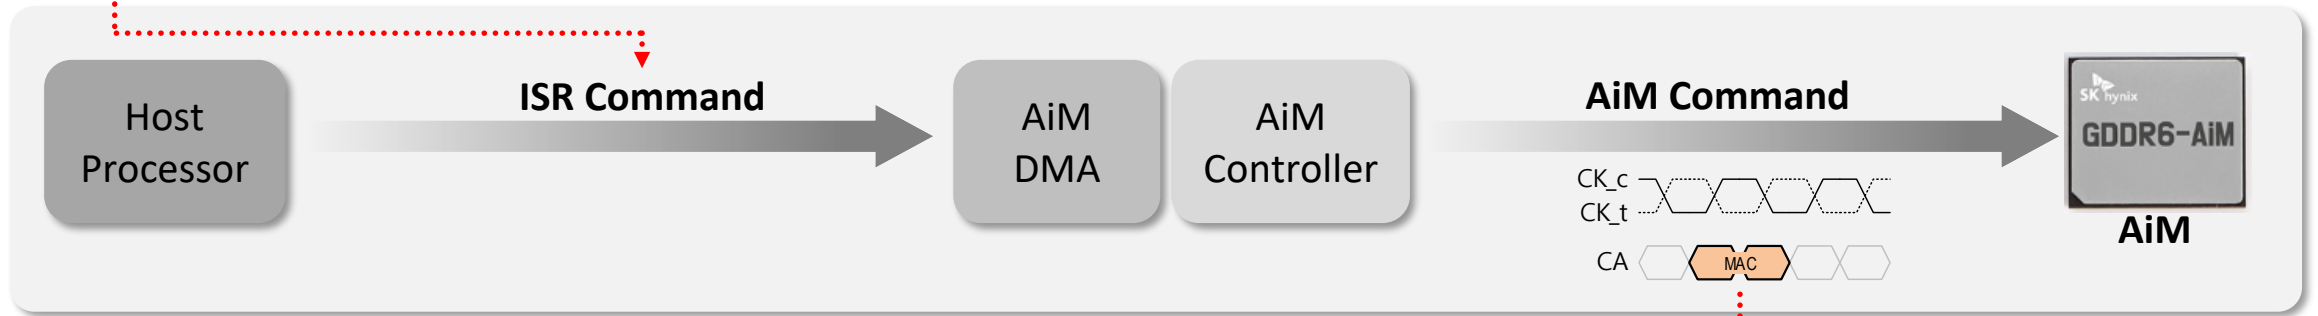 Host
Processor
ISR Command
AiM
DMA
AiM
Controller
AiM Command
CK_c
CK_t
CA
MAC
SK hynix
GDDR6-AiM
AiM